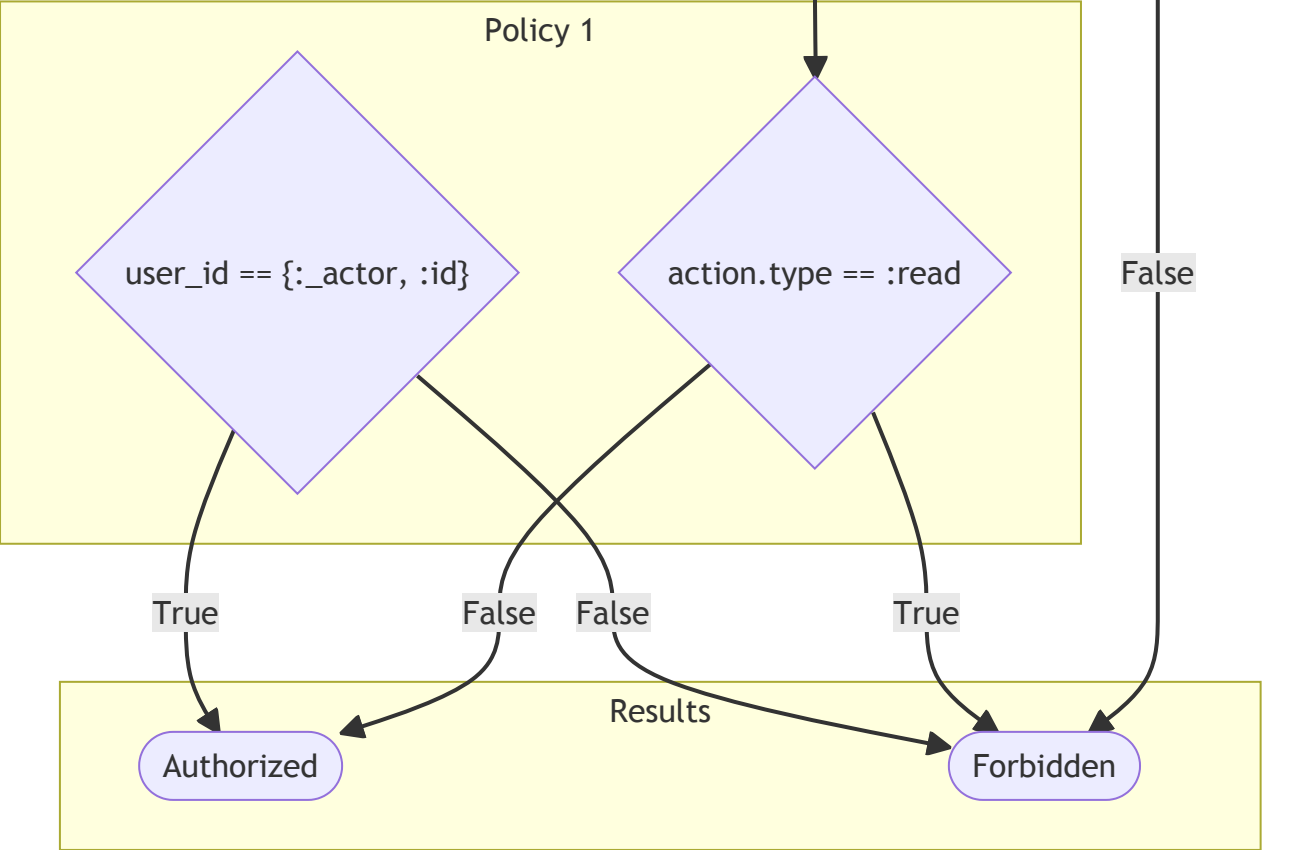 Policy 1
user_id == {:_actor, :id}
action.type == :read
False
True
False
False
True
Results
Authorized
Forbidden